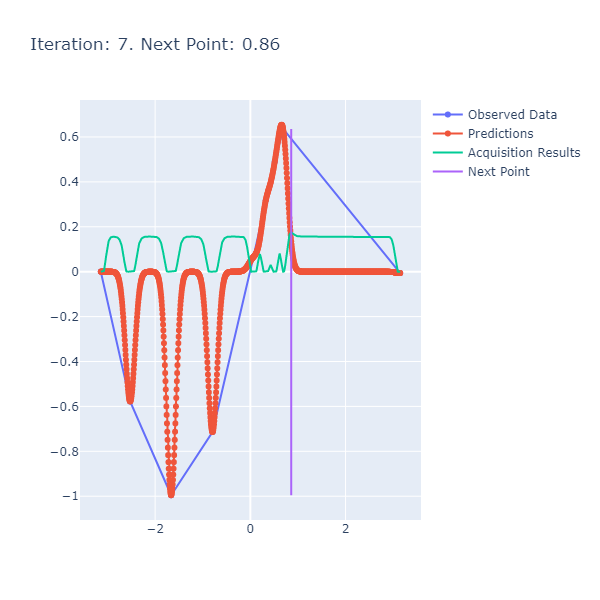 Iteration: 7. Next Point: 0.86
Observed Data
Predictions
Acquisition Results
Next Point
0.6
0.4
0.2
0
−0.2
−0.4
−0.6
−0.8
−1
−2
0
2